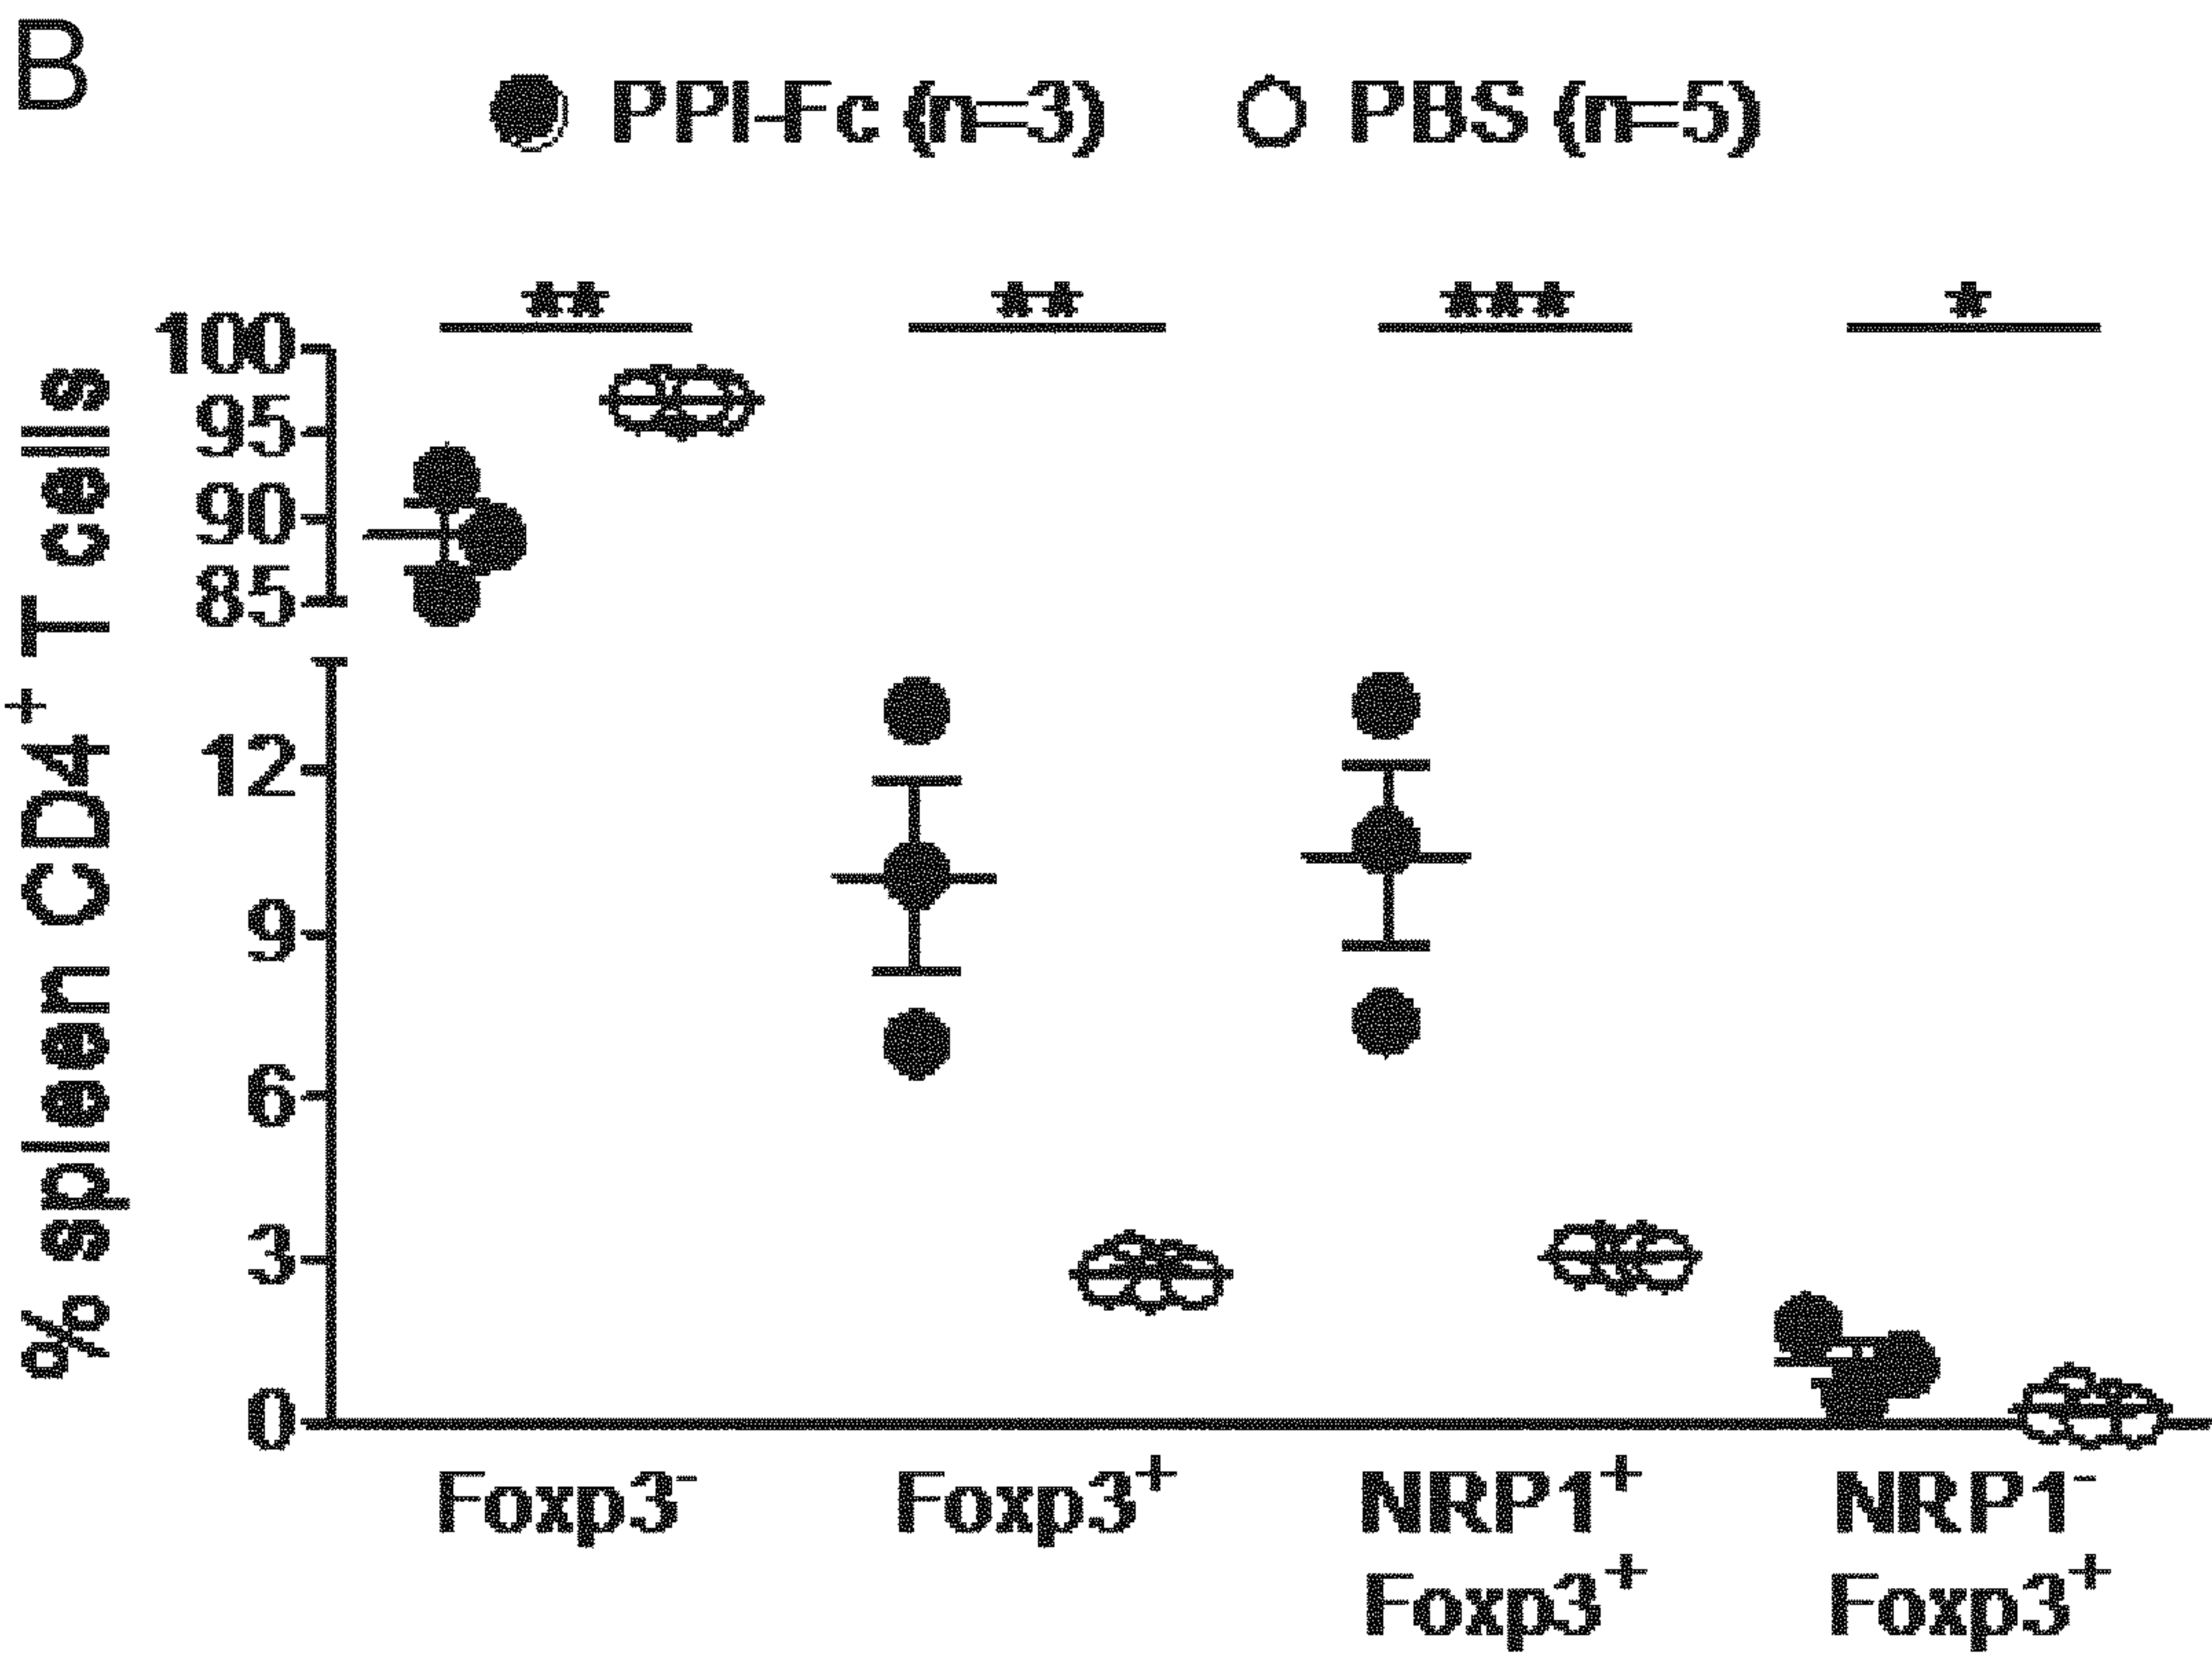 B
PPI-Fc (n=3) PBS (n=5)
** ** *** *
% spleen CD4⁺ T cells
100
95
90
85
12
9
6
3
0
Foxp3⁻ Foxp3⁺ NRP1⁺ NRP1⁻
Foxp3⁺ Foxp3⁺